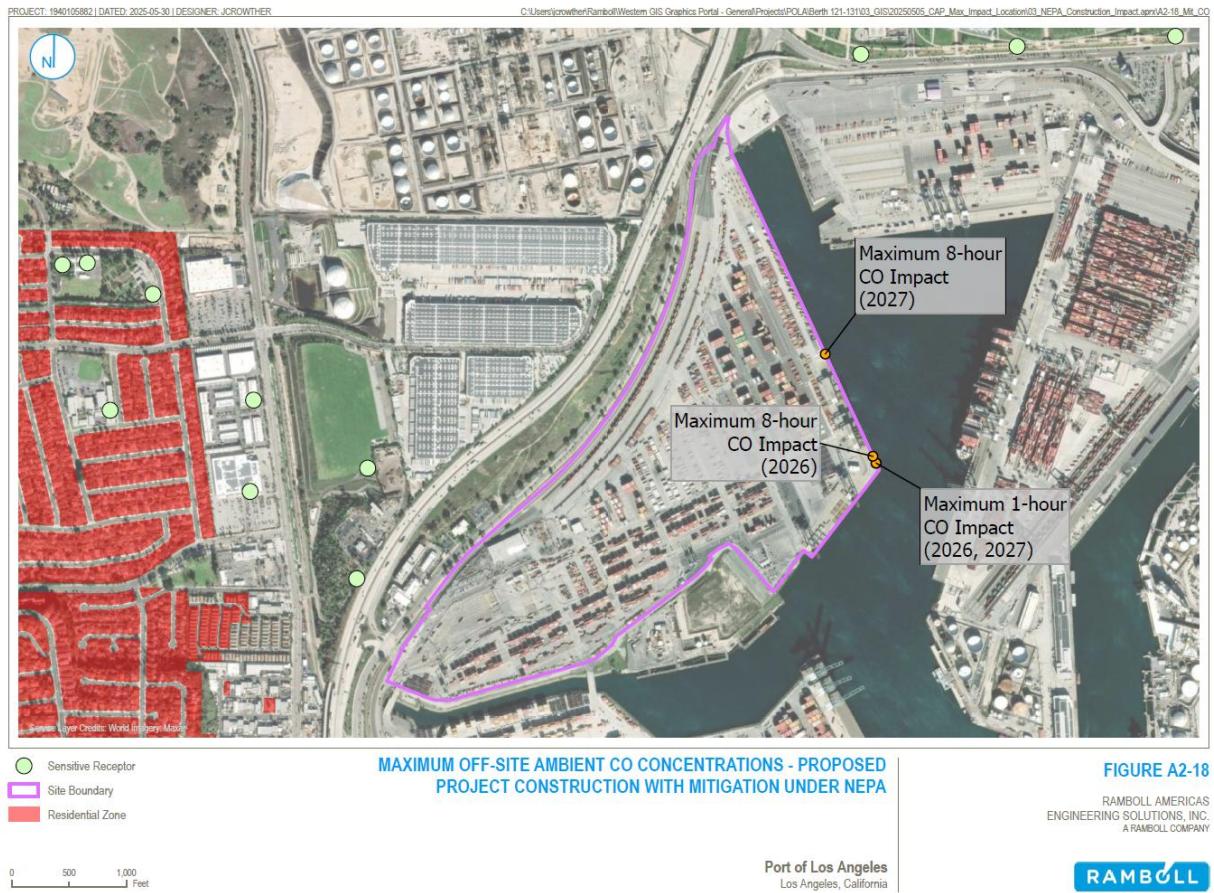 PROJECT: 1940105882 | DATED: 2025-05-30 | DESIGNER: JCROWTHER
C:\Users\jcrowther\Ramboll\Western GIS Graphics Portal - General\Projects\POLA\Berth 121-131\03_GIS\20250505_CAP_Max_Impact_Location\03_NEPA_Construction_Impact.aprx\A2-18_Mit_CO
N
Maximum 8-hour
CO Impact
(2027)
Maximum 8-hour
CO Impact
(2026)
Maximum 1-hour
CO Impact
(2026, 2027)
Service Layer Credits: World Imagery: Maxar
Sensitive Receptor
Site Boundary
Residential Zone
0 500 1,000
Feet
MAXIMUM OFF-SITE AMBIENT CO CONCENTRATIONS - PROPOSED
PROJECT CONSTRUCTION WITH MITIGATION UNDER NEPA
Port of Los Angeles
Los Angeles, California
FIGURE A2-18
RAMBOLL AMERICAS
ENGINEERING SOLUTIONS, INC.
A RAMBOLL COMPANY
RAMBOLL